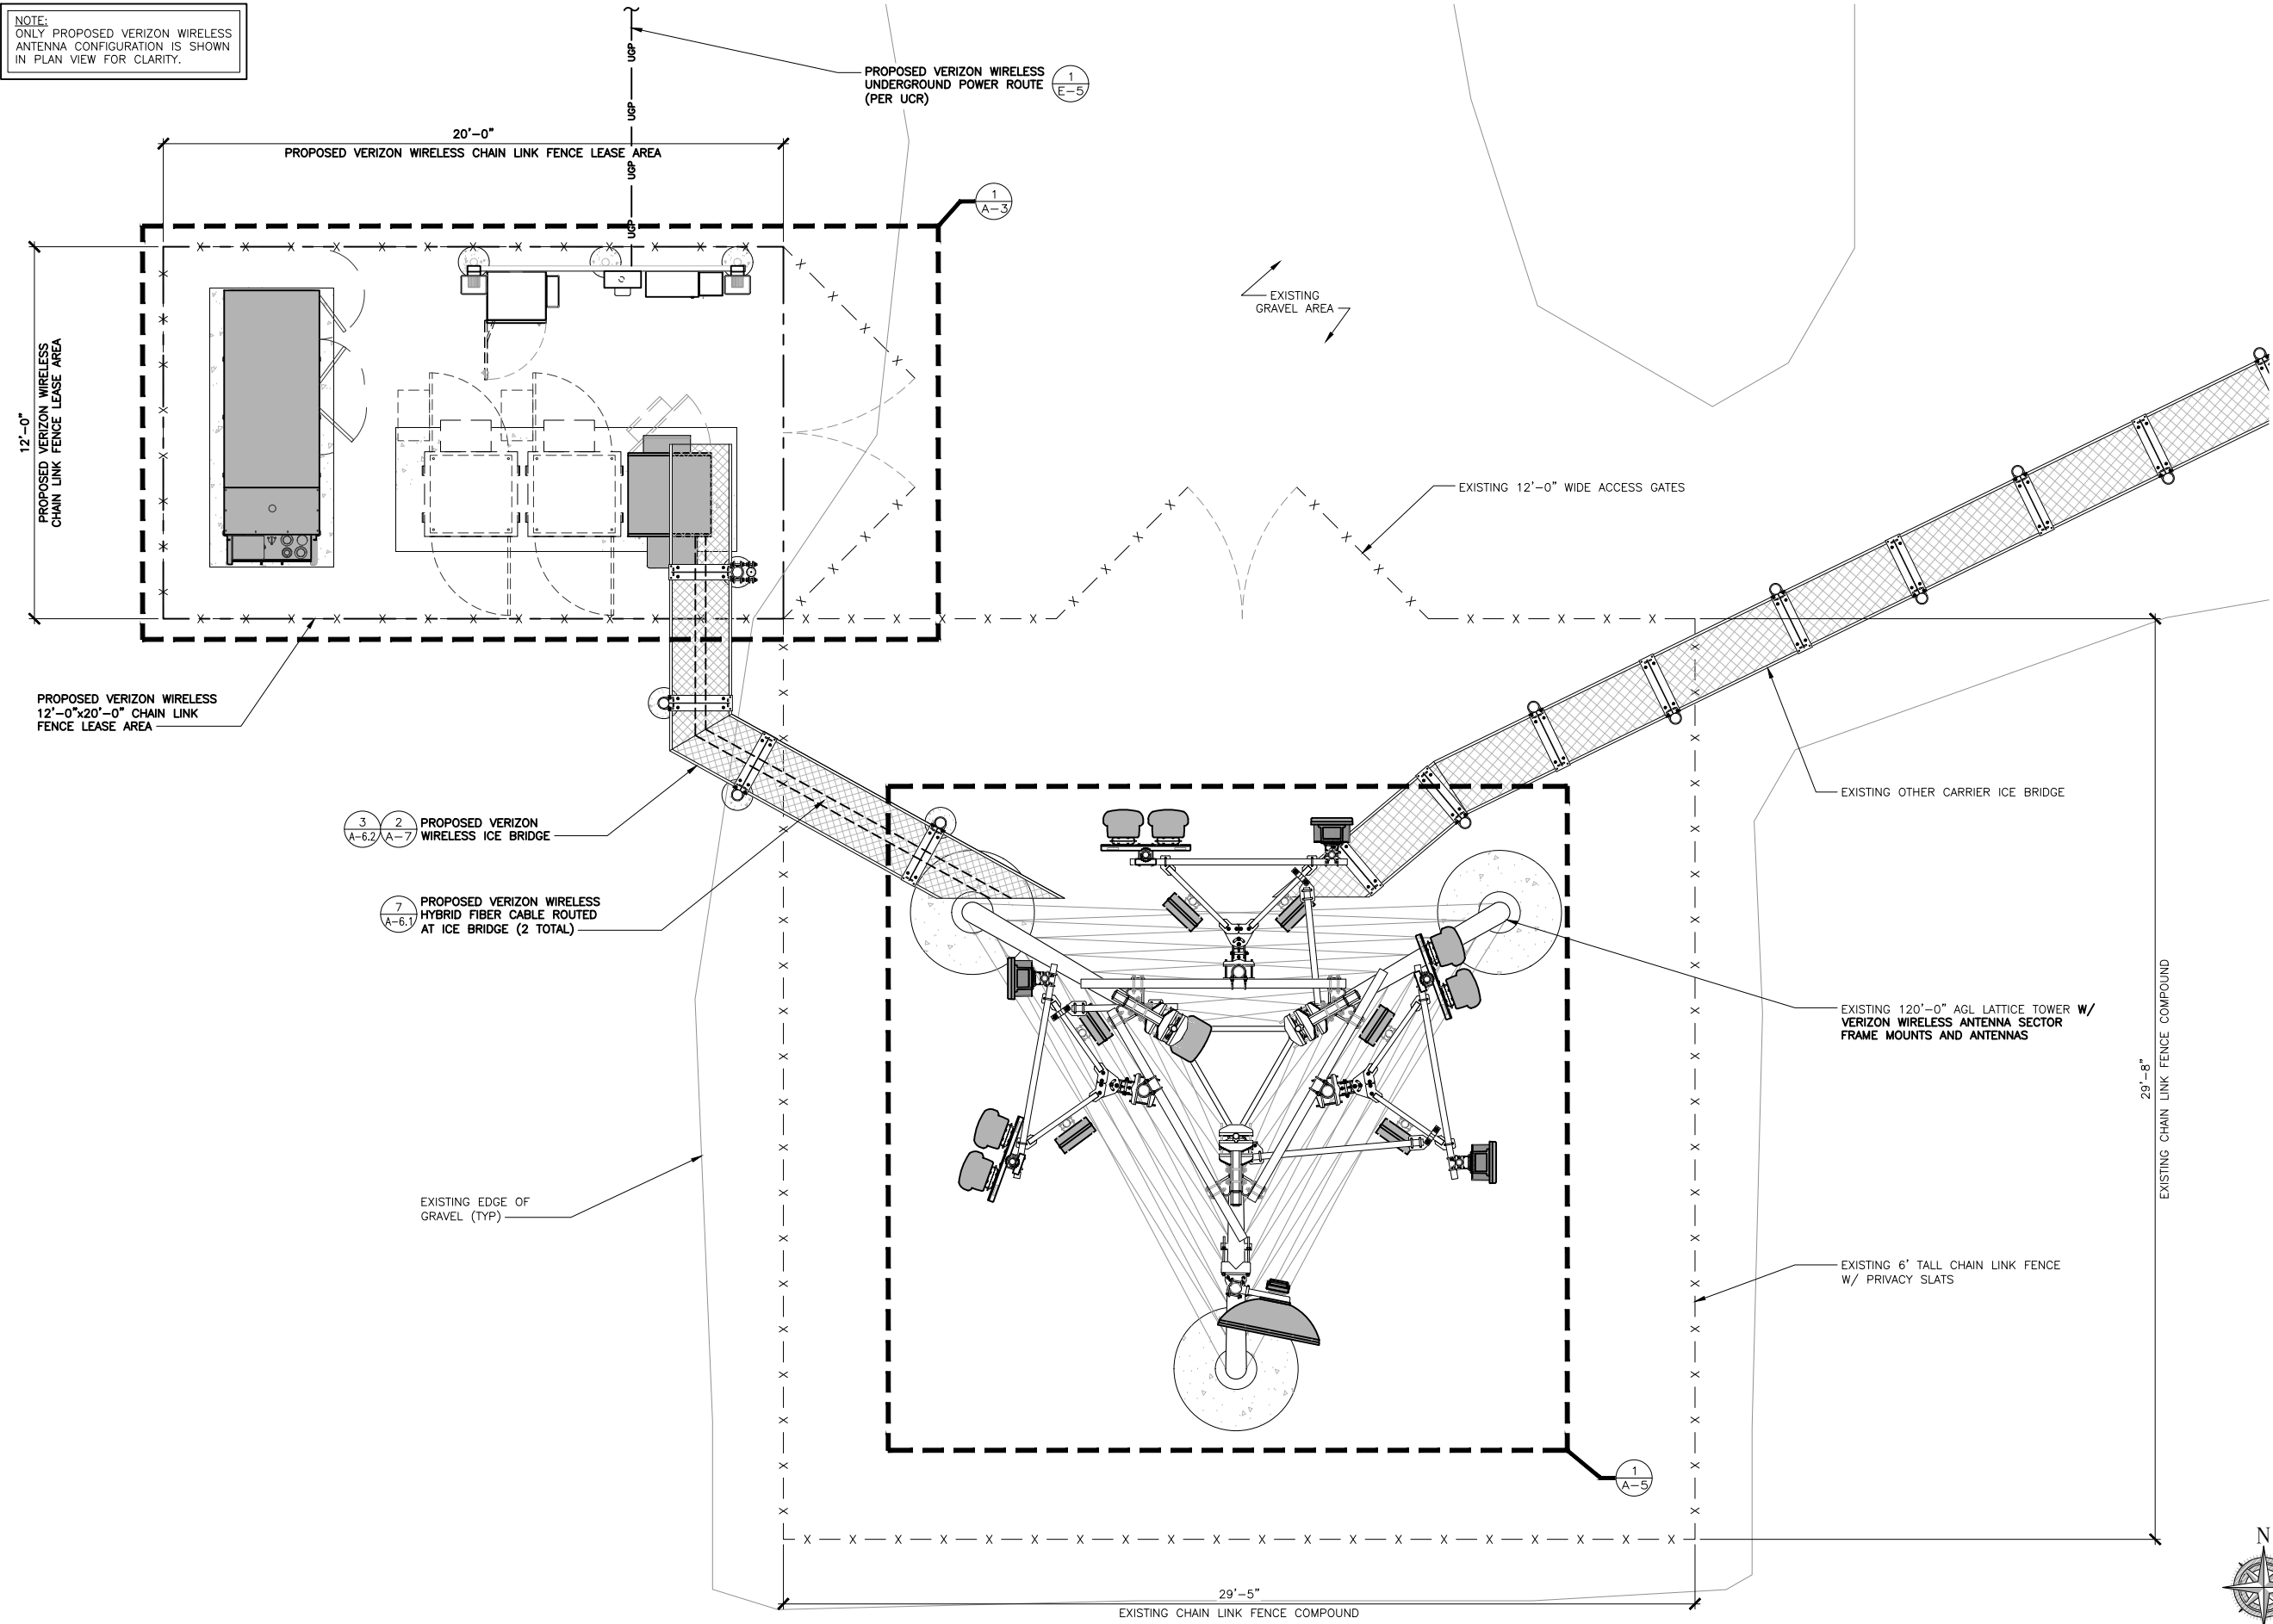 NOTE:
ONLY PROPOSED VERIZON WIRELESS
ANTENNA CONFIGURATION IS SHOWN
IN PLAN VIEW FOR CLARITY.
UGP
UGP
UGP
UGP
PROPOSED VERIZON WIRELESS
UNDERGROUND POWER ROUTE
(PER UCR)
1
E-5
20'-0"
PROPOSED VERIZON WIRELESS CHAIN LINK FENCE LEASE AREA
1
A-3
12'-0"
PROPOSED VERIZON WIRELESS
CHAIN LINK FENCE LEASE AREA
EXISTING
GRAVEL AREA
EXISTING 12'-0" WIDE ACCESS GATES
PROPOSED VERIZON WIRELESS
12'-0"x20'-0" CHAIN LINK
FENCE LEASE AREA
3
A-6.2
2
A-7
PROPOSED VERIZON
WIRELESS ICE BRIDGE
EXISTING OTHER CARRIER ICE BRIDGE
7
A-6.1
PROPOSED VERIZON WIRELESS
HYBRID FIBER CABLE ROUTED
AT ICE BRIDGE (2 TOTAL)
EXISTING 120'-0" AGL LATTICE TOWER W/
VERIZON WIRELESS ANTENNA SECTOR
FRAME MOUNTS AND ANTENNAS
29'-8"
EXISTING CHAIN LINK FENCE COMPOUND
EXISTING EDGE OF
GRAVEL (TYP)
EXISTING 6' TALL CHAIN LINK FENCE
W/ PRIVACY SLATS
1
A-5
29'-5"
EXISTING CHAIN LINK FENCE COMPOUND
N